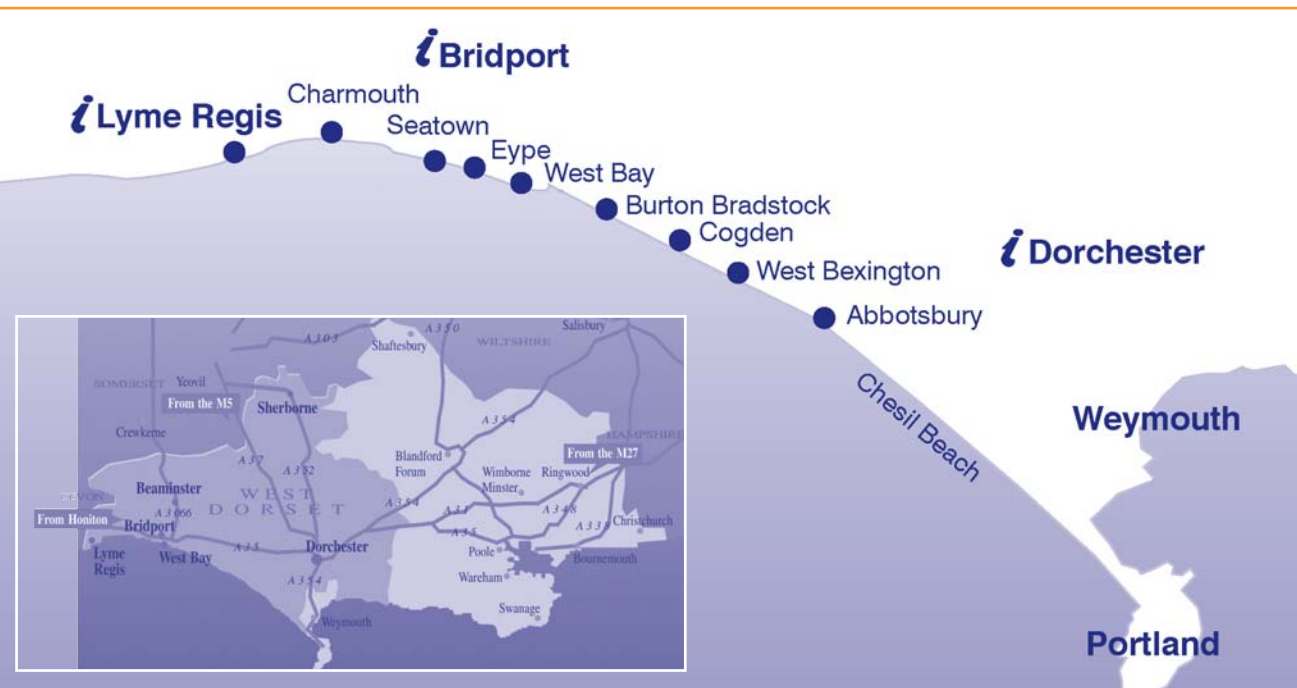 i Bridport
Charmouth
i Lyme Regis
Seatown
Eype
West Bay
Burton Bradstock
Cogden
i Dorchester
West Bexington
Abbotsbury
Chesil Beach
Weymouth
Portland
A350
Salisbury
A303
Shaftesbury
WILTSHIRE
SOMERSET
Yeovil
From the M5
Sherborne
A354
Crewkerne
HAMPSHIRE
From the M27
A37
A352
Blandford
Forum
Wimborne
Minster
Ringwood
DEVON
Beaminster
WEST
DORSET
A3066
A354
A31
A348
From Honiton
Bridport
A35
A338
Christchurch
Lyme
Regis
West Bay
A35
Dorchester
Poole
Bournemouth
A354
Wareham
Swanage
Weymouth